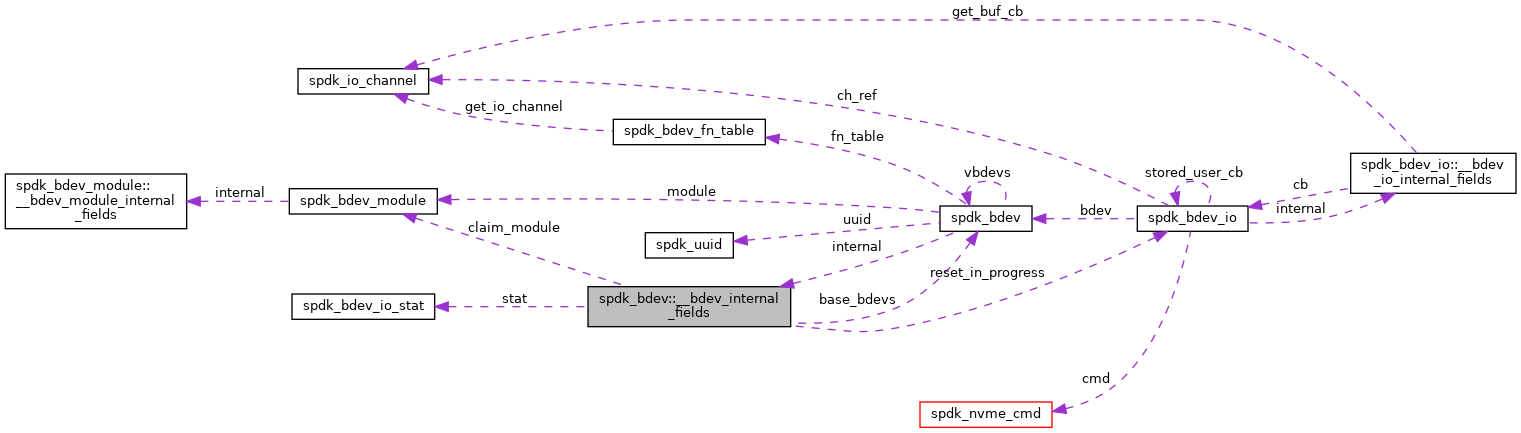 get_buf_cb
spdk_io_channel
ch_ref
get_io_channel
spdk_bdev_fn_table
fn_table
spdk_bdev_io::__bdev
_io_internal_fields
stored_user_cb
vbdevs
cb
spdk_bdev_module::
__bdev_module_internal
_fields
internal
spdk_bdev_module
module
spdk_bdev
bdev
spdk_bdev_io
internal
uuid
claim_module
spdk_uuid
internal
reset_in_progress
spdk_bdev_io_stat
stat
spdk_bdev::__bdev_internal
_fields
base_bdevs
cmd
spdk_nvme_cmd